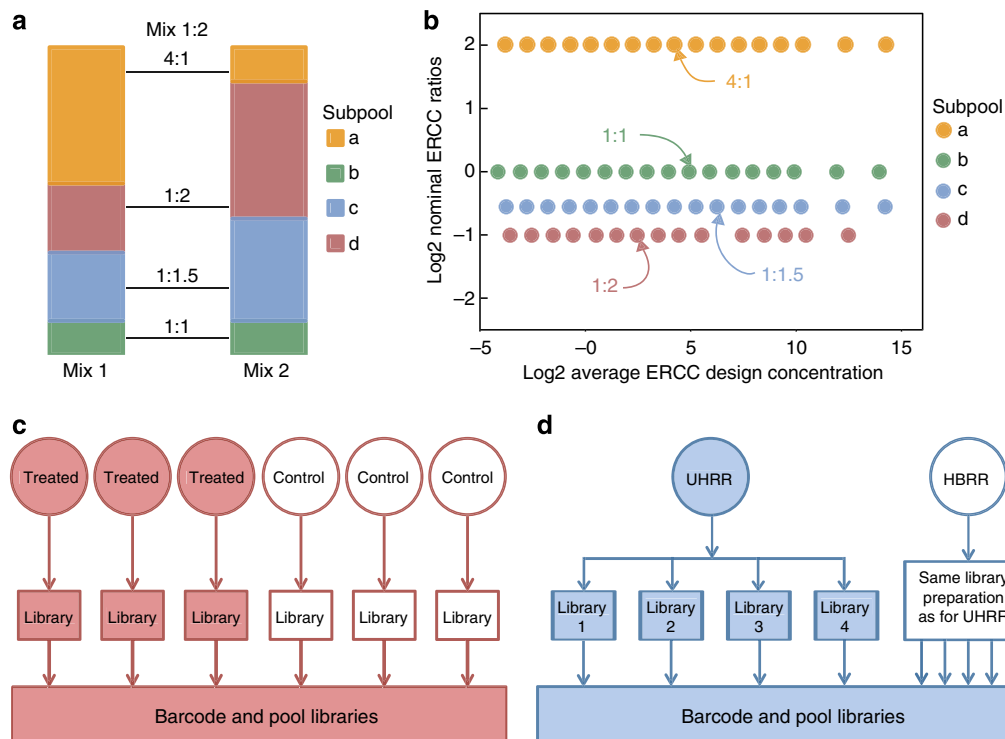 a
Mix 1:2
4:1
1:2
1:1.5
1:1
Mix 1
Mix 2
Subpool
a
b
c
d
b
Log2 nominal ERCC ratios
2
1
0
−1
−2
4:1
1:1
1:2
1:1.5
−5
−0
5
10
15
Log2 average ERCC design concentration
Subpool
a
b
c
d
c
Treated
Treated
Treated
Control
Control
Control
Library
Library
Library
Library
Library
Library
Barcode and pool libraries
d
UHRR
HBRR
Library
1
Library
2
Library
3
Library
4
Same library
preparation
as for UHRR
Barcode and pool libraries